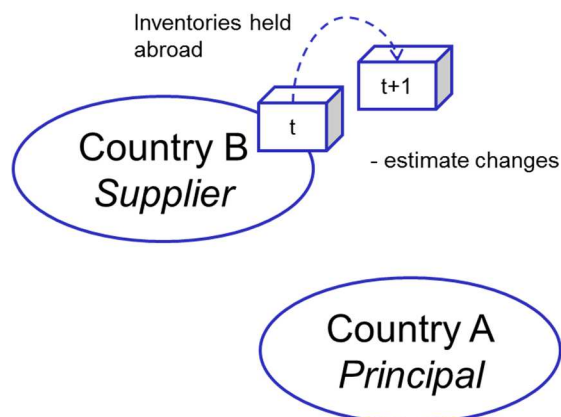 Inventories held
abroad
t+1
t
Country B
Supplier
- estimate changes
Country A
Principal